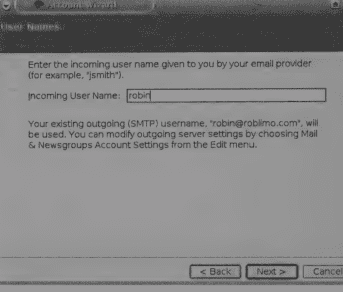 Account Wizard
User Names
Enter the incoming user name given to you by your email provider
(for example, "jsmith").
Incoming User Name: robin
Your existing outgoing (SMTP) username, "robin@roblimo.com", will
be used. You can modify outgoing server settings by choosing Mail
& Newsgroups Account Settings from the Edit menu.
< Back
Next >
Cancel